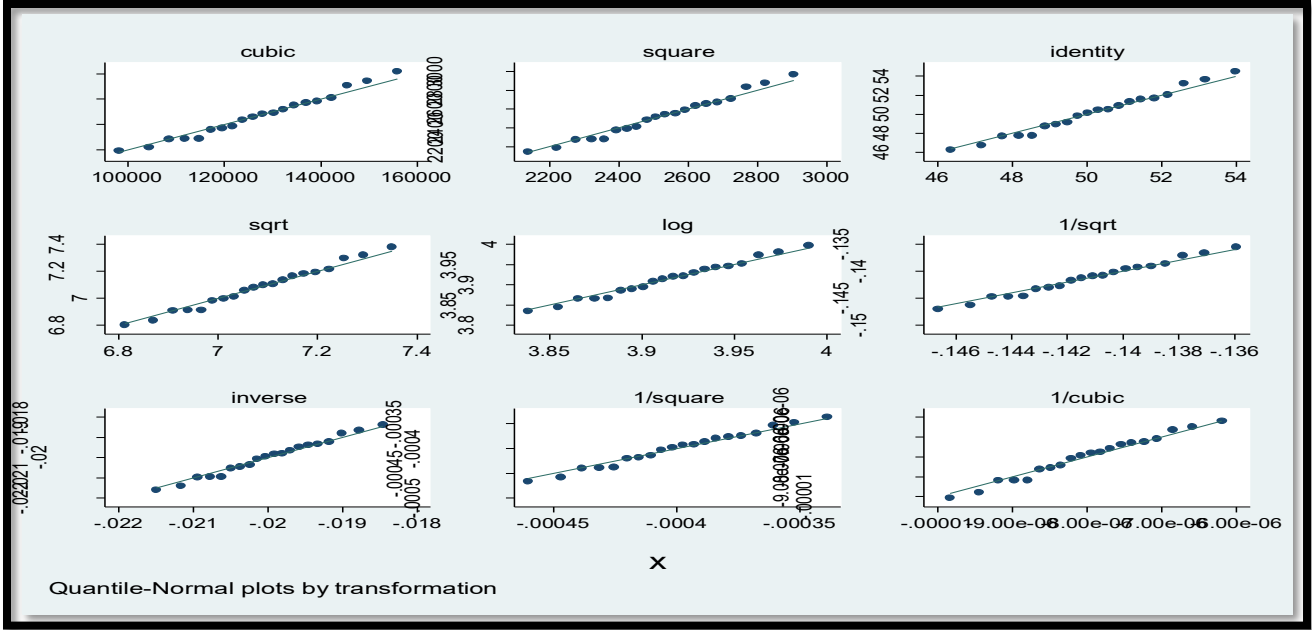 cubic
square
identity
100000 120000 140000 160000
2200 2400 2600 2800 3000
46 48 50 52 54
46 48 50 52 54
sqrt
log
1/sqrt
6.8 7 7.2 7.4
6.8 7 7.2 7.4
3.8 3.85 3.9 3.95 4
3.85 3.9 3.95 4
-.15 -.145 -.14 -.135
-.146 -.144 -.142 -.14 -.138 -.136
inverse
1/square
1/cubic
-.02
-.022 -.021 -.02 -.019 -.018
-.00045 -.0004 -.00035
-.00045 -.0004 -.00035
x
Quantile-Normal plots by transformation